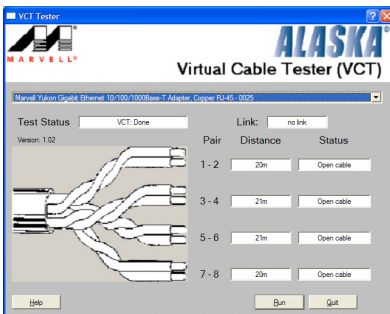 VCT Tester
MARVELL®
ALASKA®
Virtual Cable Tester (VCT)
Marvell Yukon Gigabit Ethernet 10/100/1000Base-T Adapter, Copper RJ-45 - 0025
Test Status VCT: Done Link: no link
Version: 1.02 Pair Distance Status
1 - 2 20m Open cable
3 - 4 21m Open cable
5 - 6 21m Open cable
7 - 8 20m Open cable
Help Run Quit